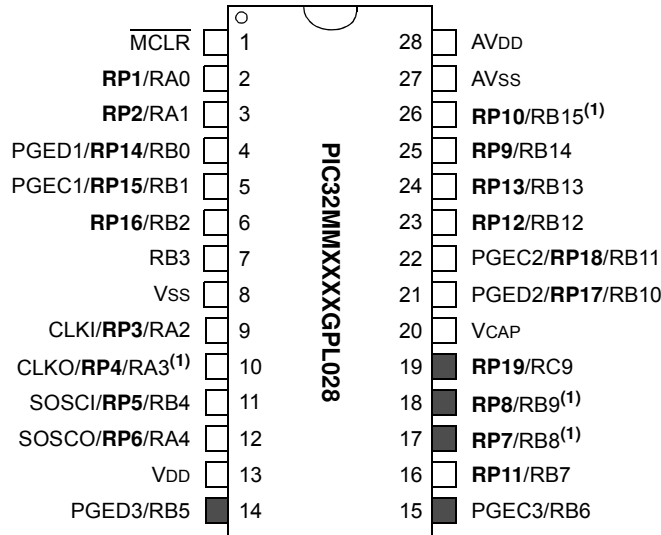 MCLR 1 28 AVDD
RP1/RA0 2 27 AVSS
RP2/RA1 3 26 RP10/RB15(1)
PGED1/RP14/RB0 4 25 RP9/RB14
PGEC1/RP15/RB1 5 24 RP13/RB13
RP16/RB2 6 23 RP12/RB12
RB3 7 22 PGEC2/RP18/RB11
VSS 8 21 PGED2/RP17/RB10
CLKI/RP3/RA2 9 20 VCAP
CLKO/RP4/RA3(1) 10 19 RP19/RC9
SOSCI/RP5/RB4 11 18 RP8/RB9(1)
SOSCO/RP6/RA4 12 17 RP7/RB8(1)
VDD 13 16 RP11/RB7
PGED3/RB5 14 15 PGEC3/RB6
PIC32MMXXXXGPL028